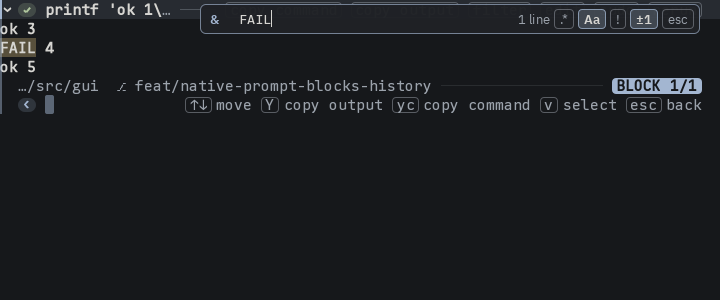 printf 'ok 1\…
& FAIL 1 line .* Aa ! ±1 esc
ok 3
FAIL 4
ok 5
…/src/gui feat/native-prompt-blocks-history BLOCK 1/1
↑↓ move Y copy output yc copy command v select esc back